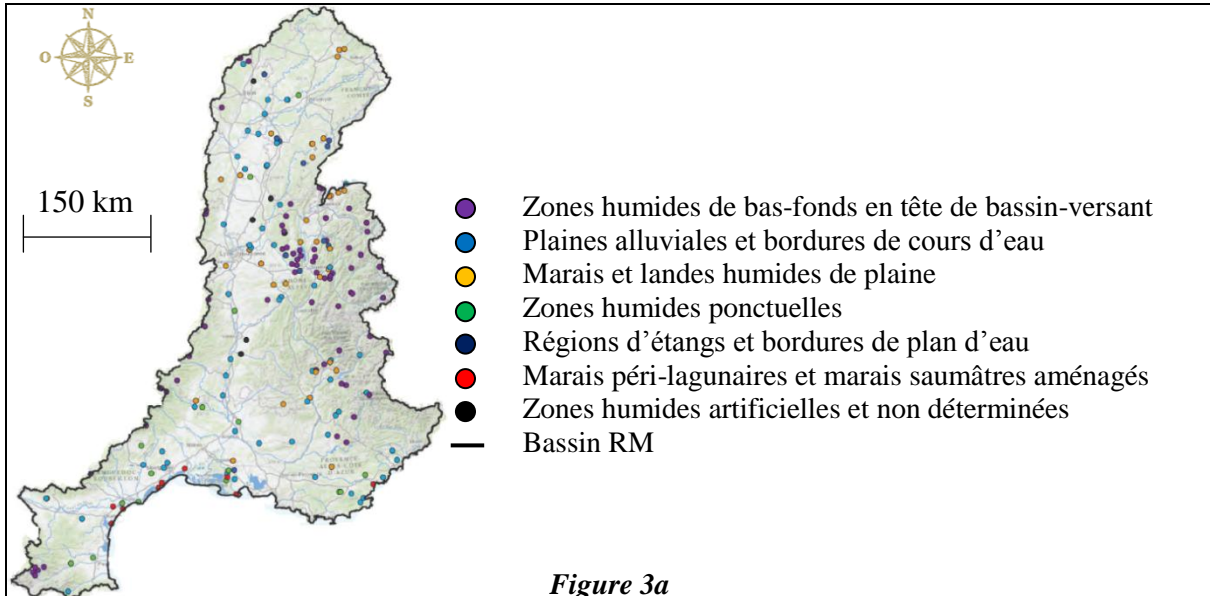 N
O
E
S
150 km
Zones humides de bas-fonds en tête de bassin-versant
Plaines alluviales et bordures de cours d'eau
Marais et landes humides de plaine
Zones humides ponctuelles
Régions d'étangs et bordures de plan d'eau
Marais péri-lagunaires et marais saumâtres aménagés
Zones humides artificielles et non déterminées
Bassin RM
Figure 3a